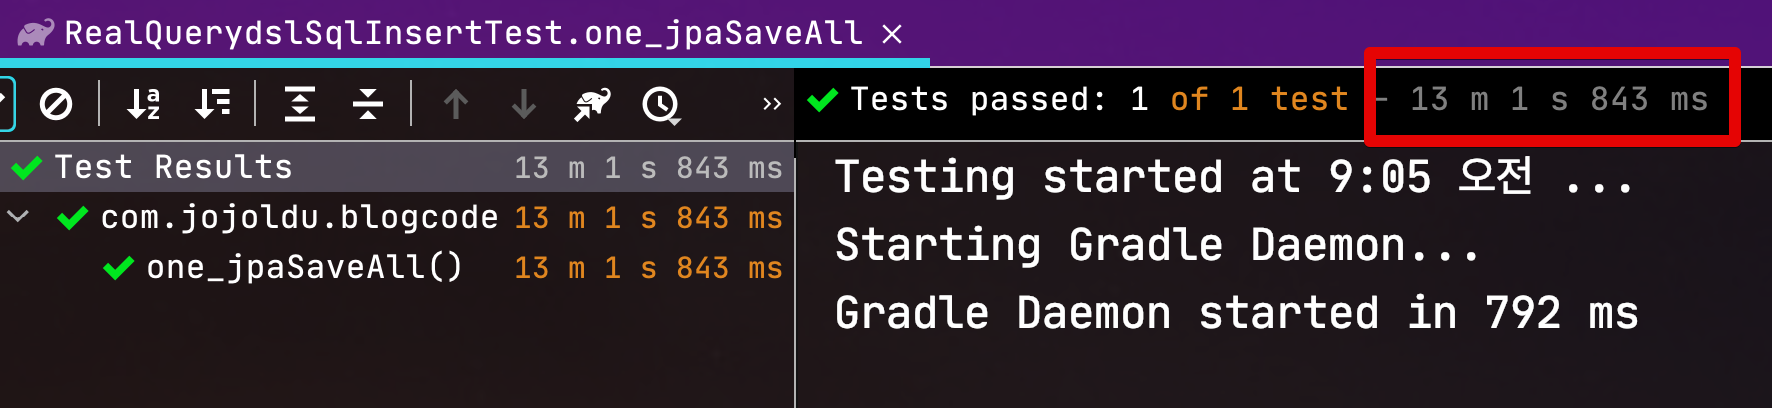 RealQuerydslSqlInsertTest.one_jpaSaveAll ×
Tests passed: 1 of 1 test - 13 m 1 s 843 ms
Test Results 13 m 1 s 843 ms
com.jojoldu.blogcode 13 m 1 s 843 ms
one_jpaSaveAll() 13 m 1 s 843 ms
Testing started at 9:05 오전 ...
Starting Gradle Daemon...
Gradle Daemon started in 792 ms